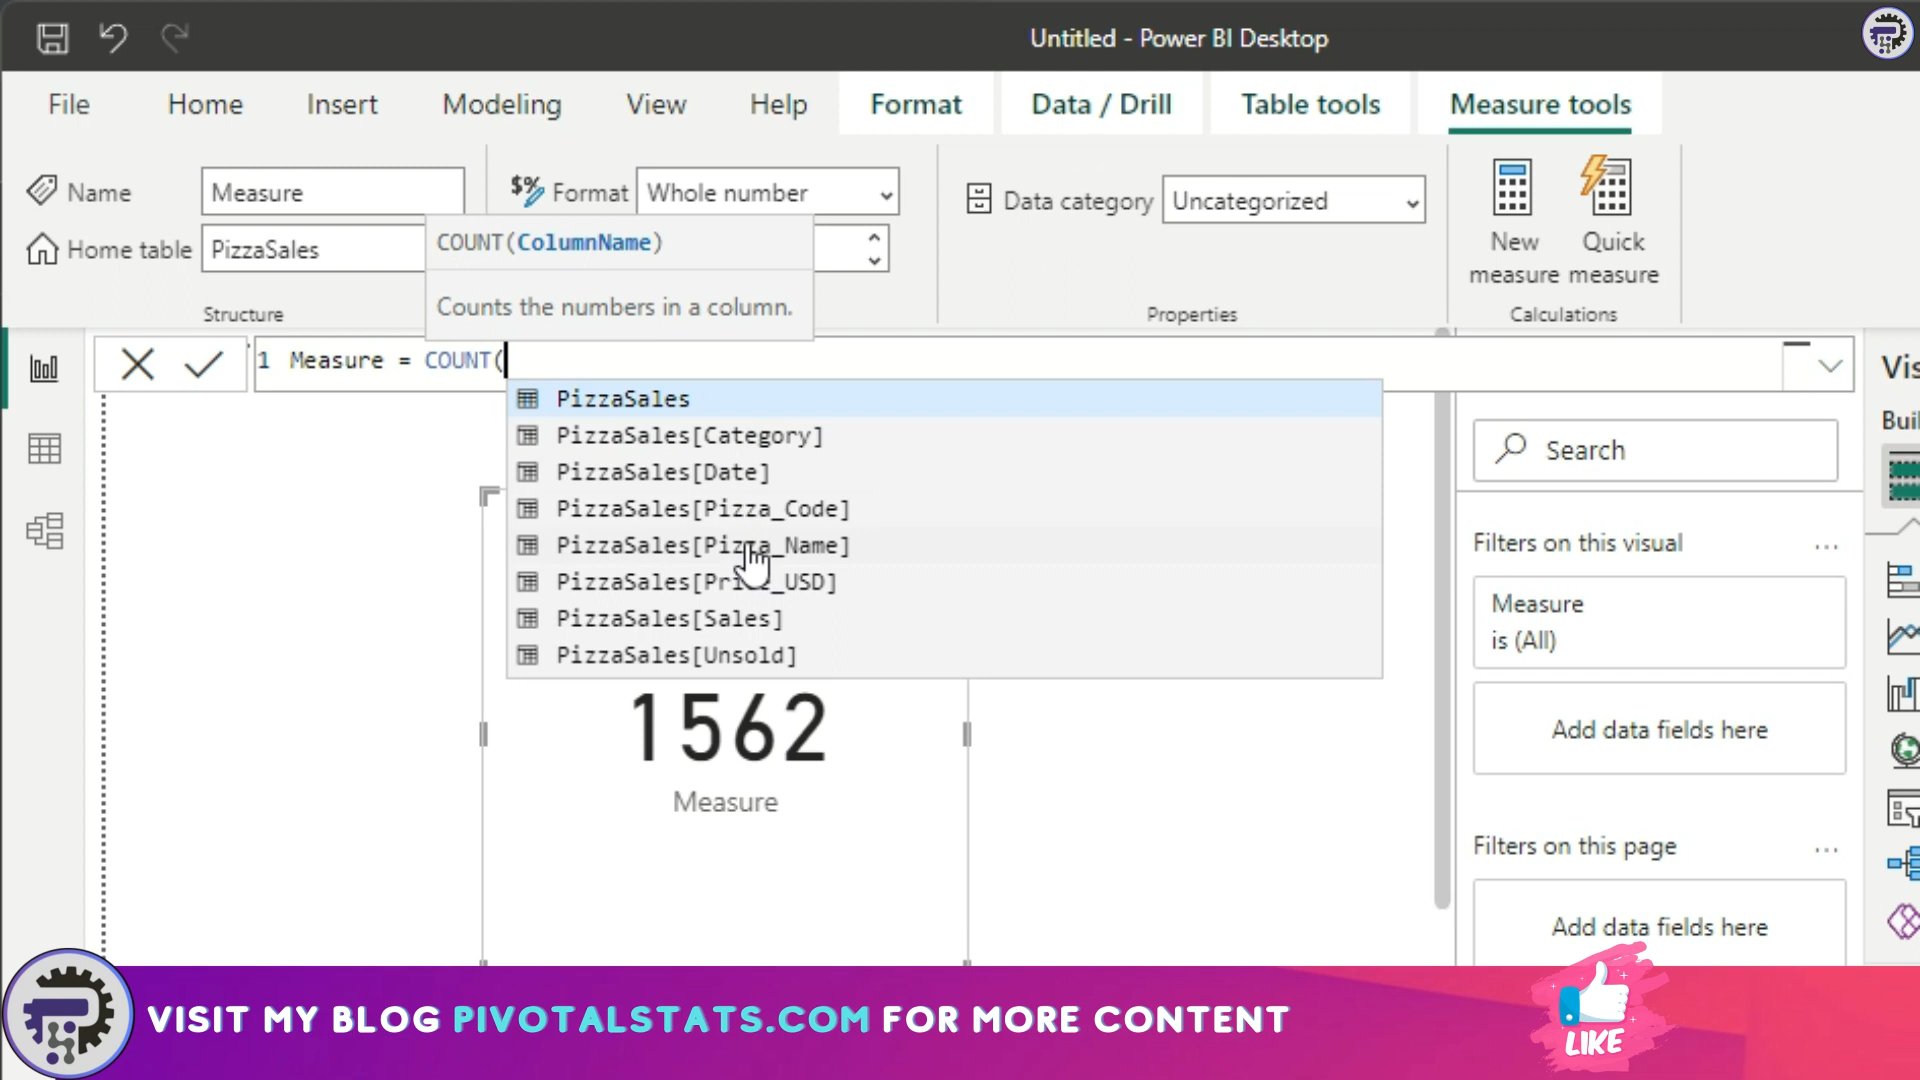 Untitled - Power BI Desktop
File Home Insert Modeling View Help Format Data / Drill Table tools Measure tools
Name Measure $% Format Whole number Data category Uncategorized
Home table PizzaSales
COUNT(ColumnName)
Counts the numbers in a column.
New measure
Quick measure
Structure Properties Calculations
1 Measure = COUNT(
PizzaSales
PizzaSales[Category]
PizzaSales[Date]
PizzaSales[Pizza_Code]
PizzaSales[Pizza_Name]
PizzaSales[Price_USD]
PizzaSales[Sales]
PizzaSales[Unsold]
1562
Measure
Search
Filters on this visual ...
Measure
is (All)
Add data fields here
Filters on this page ...
Add data fields here
Vis
Buil
VISIT MY BLOG PIVOTALSTATS.COM FOR MORE CONTENT
LIKE